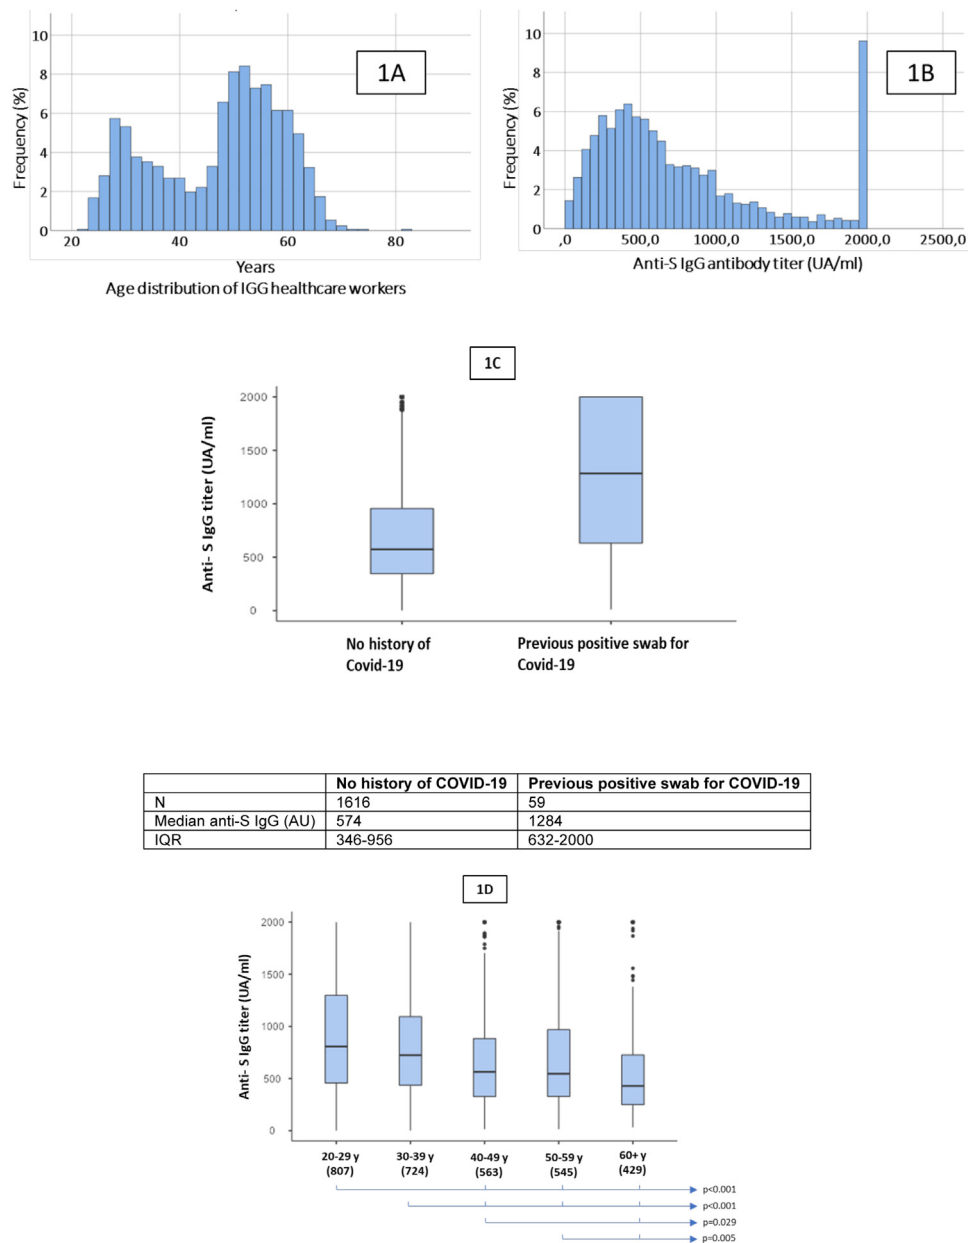 1A
10
8
6
4
2
0
Frequency (%)
20 40 60 80
Years
Age distribution of IGG healthcare workers
1B
10
8
6
4
2
0
Frequency (%)
,0 500,0 1000,0 1500,0 2000,0 2500,0
Anti-S IgG antibody titer (UA/ml)
1C
2000
1500
1000
500
0
Anti- S IgG titer (UA/ml)
No history of
Covid-19
Previous positive swab for
Covid-19
No history of COVID-19 Previous positive swab for COVID-19
N 1616 59
Median anti-S IgG (AU) 574 1284
IQR 346-956 632-2000
1D
2000
1500
1000
500
0
Anti- S IgG titer (UA/ml)
20-29 y 30-39 y 40-49 y 50-59 y 60+ y
(807) (724) (563) (545) (429)
p<0.001
p<0.001
p=0.029
p=0.005